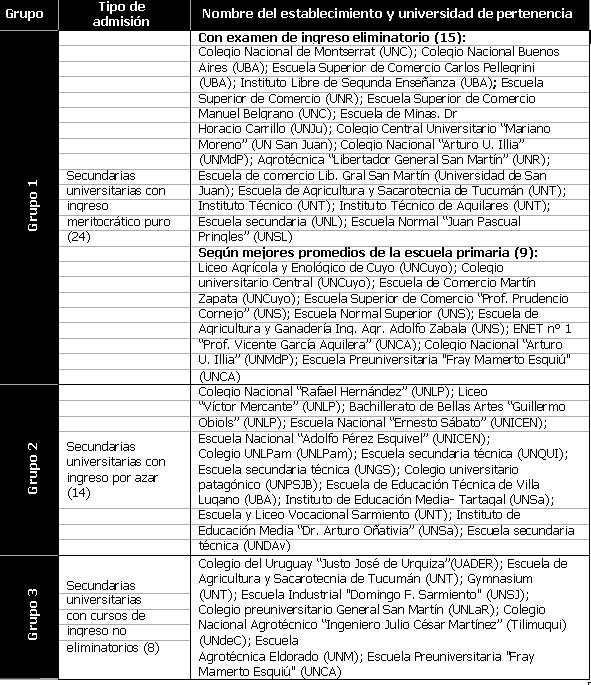 Grupo
Tipo de
admisión
Nombre del establecimiento y universidad de pertenencia
Grupo 1
Secundarias
universitarias con
ingreso
meritocrático puro
(24)
Con examen de ingreso eliminatorio (15):
Colegio Nacional de Montserrat (UNC); Colegio Nacional Buenos
Aires (UBA); Escuela Superior de Comercio Carlos Pellegrini
(UBA); Instituto Libre de Segunda Enseñanza (UBA); Escuela
Superior de Comercio (UNR); Escuela Superior de Comercio
Manuel Belgrano (UNC); Escuela de Minas. Dr
Horacio Carrillo (UNJu); Colegio Central Universitario “Mariano
Moreno” (UN San Juan); Colegio Nacional “Arturo U. Illia”
(UNMdP); Agrotécnica “Libertador General San Martín” (UNR);
Escuela de comercio Lib. Gral San Martín (Universidad de San
Juan); Escuela de Agricultura y Sacarotecnia de Tucumán (UNT);
Instituto Técnico (UNT); Instituto Técnico de Aguilares (UNT);
Escuela secundaria (UNL); Escuela Normal “Juan Pascual
Pringles” (UNSL)
Según mejores promedios de la escuela primaria (9):
Liceo Agrícola y Enológico de Cuyo (UNCuyo); Colegio
universitario Central (UNCuyo); Escuela de Comercio Martín
Zapata (UNCuyo); Escuela Superior de Comercio “Prof. Prudencio
Cornejo” (UNS); Escuela Normal Superior (UNS); Escuela de
Agricultura y Ganadería Ing. Agr. Adolfo Zabala (UNS); ENET nº 1
“Prof. Vicente García Aguilera” (UNCA); Colegio Nacional “Arturo
U. Illia” (UNMdP); Escuela Preuniversitaria "Fray Mamerto Esquiú"
(UNCA)
Grupo 2
Secundarias
universitarias con
ingreso por azar
(14)
Colegio Nacional “Rafael Hernández” (UNLP); Liceo
“Víctor Mercante” (UNLP); Bachillerato de Bellas Artes “Guillermo
Obiols” (UNLP); Escuela Nacional “Ernesto Sábato” (UNICEN);
Escuela Nacional “Adolfo Pérez Esquivel” (UNICEN);
Colegio UNLPam (UNLPam); Escuela secundaria técnica (UNQUI);
Escuela secundaria técnica (UNGS); Colegio universitario
patagónico (UNPSJB); Escuela de Educación Técnica de Villa
Lugano (UBA); Instituto de Educación Media- Tartagal (UNSa);
Escuela y Liceo Vocacional Sarmiento (UNT); Instituto de
Educación Media “Dr. Arturo Oñativia” (UNSa); Escuela secundaria
técnica (UNDAv)
Grupo 3
Secundarias
universitarias
con cursos de
ingreso no
eliminatorios (8)
Colegio del Uruguay “Justo José de Urquiza”(UADER); Escuela de
Agricultura y Sacarotecnia de Tucumán (UNT); Gymnasium
(UNT); Escuela Industrial "Domingo F. Sarmiento" (UNSJ);
Colegio preuniversitario General San Martín (UNLaR); Colegio
Nacional Agrotécnico “Ingeniero Julio César Martínez” (Tilimuqui)
(UNdeC); Escuela
Agrotécnica Eldorado (UNM); Escuela Preuniversitaria "Fray
Mamerto Esquiú” (UNCA)